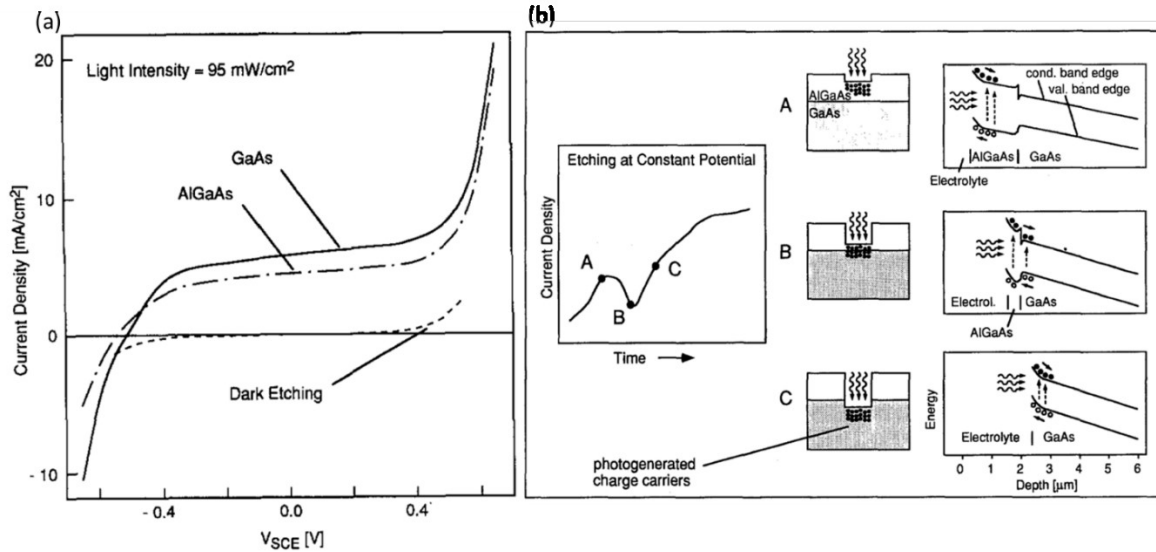 (a)
20
Light Intensity = 95 mW/cm²
GaAs
AlGaAs
10
0
Dark Etching
- 10
Current Density [mA/cm²]
- 0.4
0.0
0.4
V_SCE [V]
(b)
Etching at Constant Potential
Current Density
A
B
C
Time
A
AlGaAs
GaAs
cond. band edge
val. band edge
AlGaAs
GaAs
Electrolyte
B
Electrol.
GaAs
AlGaAs
C
photogenerated
charge carriers
Energy
Electrolyte
GaAs
0 1 2 3 4 5 6
Depth [μm]